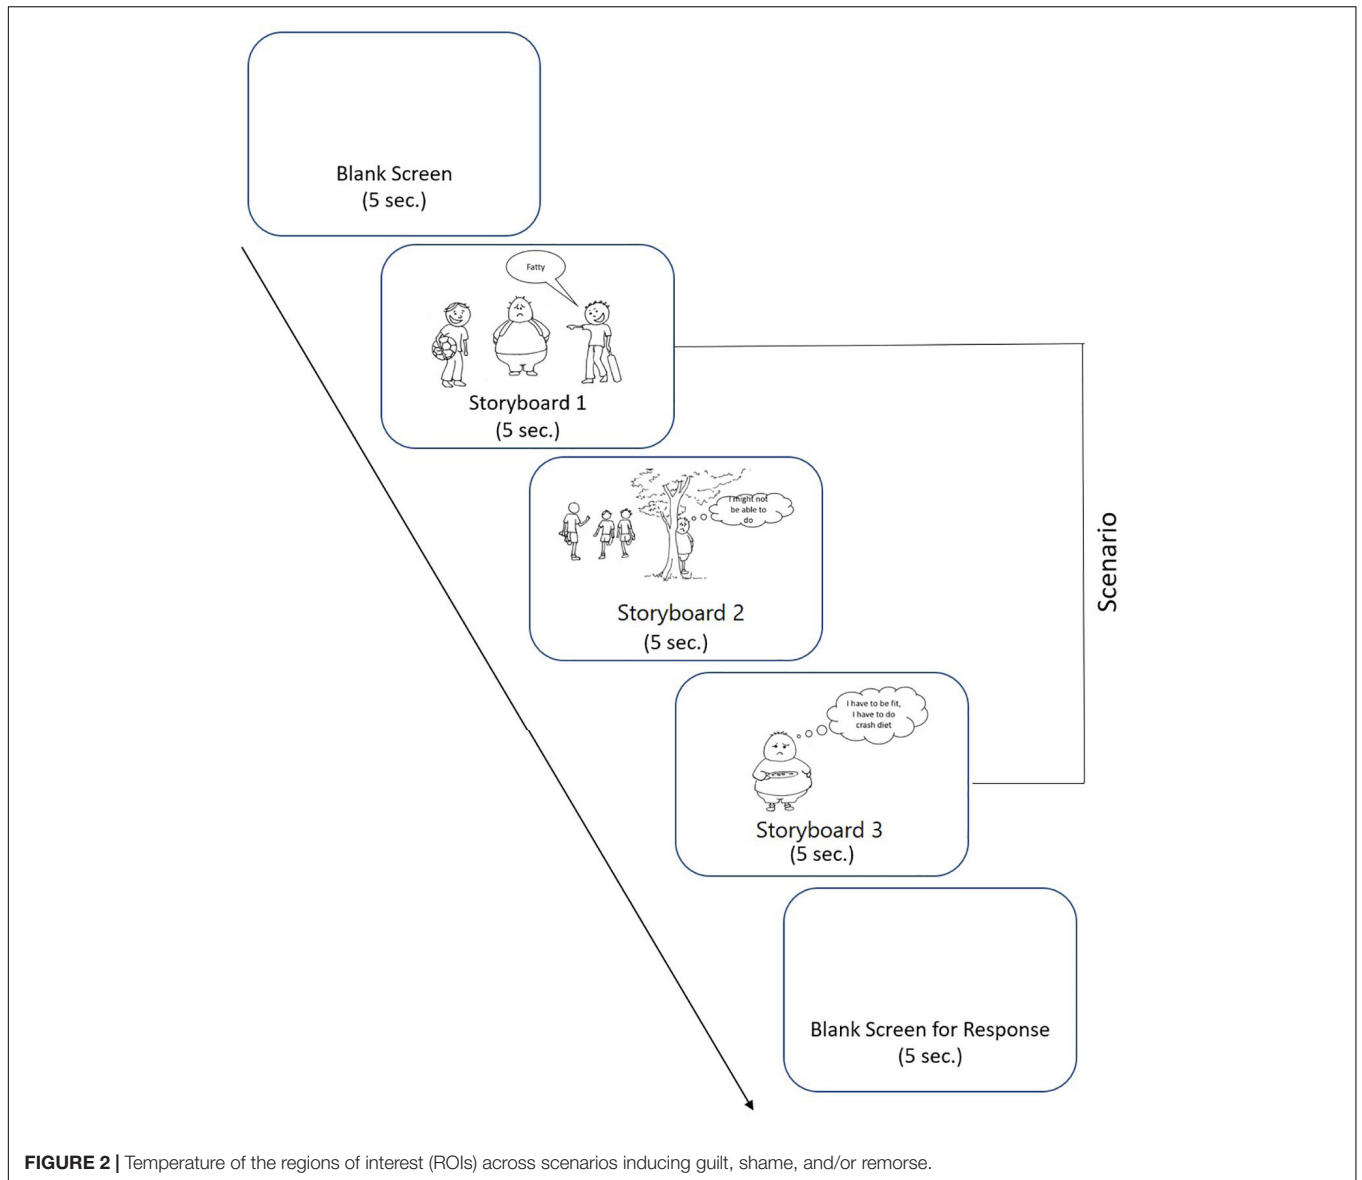 Blank Screen
(5 sec.)
Fatty
Storyboard 1
(5 sec.)
I might not
be able to
do
Storyboard 2
(5 sec.)
Scenario
I have to be fit,
I have to do
crash diet
Storyboard 3
(5 sec.)
Blank Screen for Response
(5 sec.)
FIGURE 2 | Temperature of the regions of interest (ROIs) across scenarios inducing guilt, shame, and/or remorse.